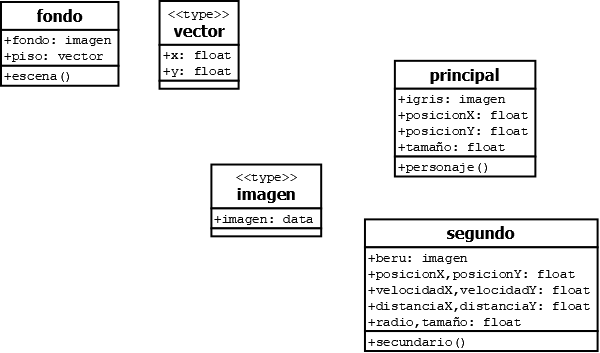 fondo
+fondo: imagen
+piso: vector
+escena()
<<type>>
vector
+x: float
+y: float
principal
+igris: imagen
+posicionX: float
+posicionY: float
+tamaño: float
+personaje()
<<type>>
imagen
+imagen: data
segundo
+beru: imagen
+posicionX,posicionY: float
+velocidadX,velocidadY: float
+distanciaX,distanciaY: float
+radio,tamaño: float
+secundario()